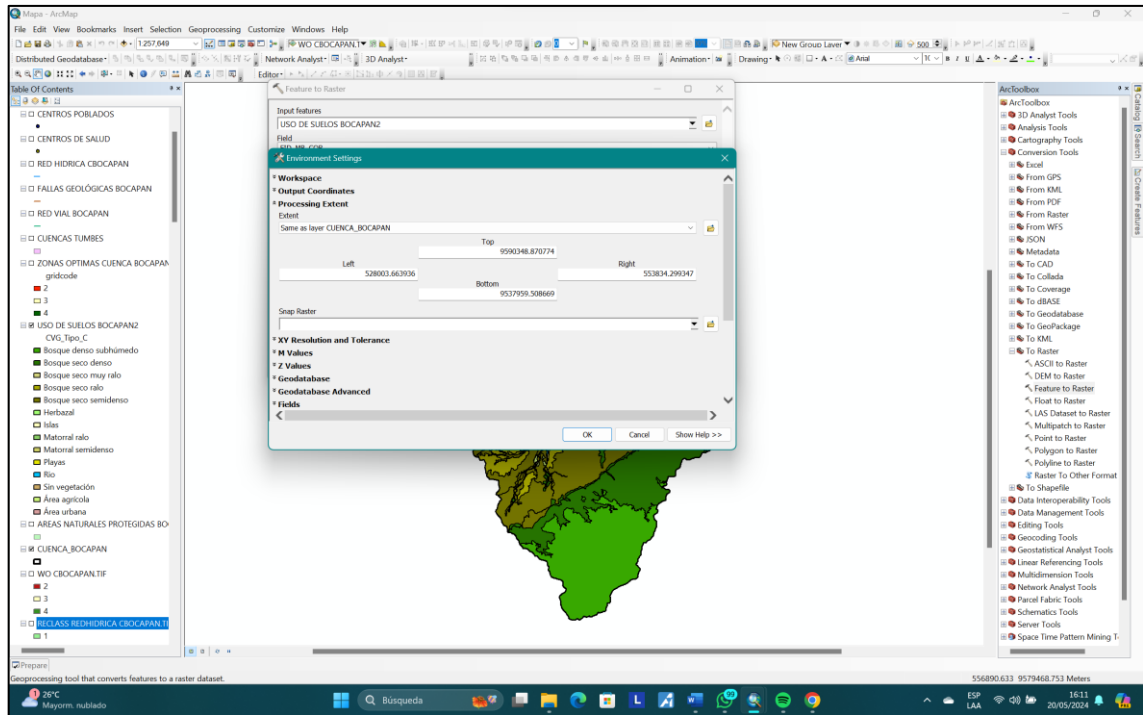 Mapa - ArcMap
File Edit View Bookmarks Insert Selection Geoprocessing Customize Windows Help
1:257,649
WO CBOCAPAN.T
New Group Layer
500
Distributed Geodatabase
Network Analyst
3D Analyst
Animation
Drawing
Arial
Editor
Table Of Contents
CENTROS POBLADOS
CENTROS DE SALUD
RED HIDRICA CBOCAPAN
FALLAS GEOLÓGICAS BOCAPAN
RED VIAL BOCAPAN
CUENCAS TUMBES
ZONAS OPTIMAS CUENCA BOCAPAN
gridcode
2
3
4
USO DE SUELOS BOCAPAN2
CVG_Tipo_C
Bosque denso subhúmedo
Bosque seco denso
Bosque seco muy ralo
Bosque seco ralo
Bosque seco semidenso
Herbazal
Islas
Matorral ralo
Matorral semidenso
Playas
Rio
Sin vegetación
Área agrícola
Área urbana
AREAS NATURALES PROTEGIDAS BO
CUENCA_BOCAPAN
WO CBOCAPAN.TIF
2
3
4
RECLASS REDHIDRICA CBOCAPAN.TI
1
Feature to Raster
Input features
USO DE SUELOS BOCAPAN2
Field
Environment Settings
Workspace
Output Coordinates
Processing Extent
Extent
Same as layer CUENCA_BOCAPAN
Top
9590348.870774
Left
Right
528003.663936
553834.299347
Bottom
9537959.508669
Snap Raster
XY Resolution and Tolerance
M Values
Z Values
Geodatabase
Geodatabase Advanced
Fields
OK
Cancel
Show Help >>
ArcToolbox
ArcToolbox
3D Analyst Tools
Analysis Tools
Cartography Tools
Conversion Tools
Excel
From GPS
From KML
From PDF
From Raster
From WFS
JSON
Metadata
To CAD
To Collada
To Coverage
To dBASE
To Geodatabase
To GeoPackage
To KML
To Raster
ASCII to Raster
DEM to Raster
Feature to Raster
Float to Raster
LAS Dataset to Raster
Multipatch to Raster
Point to Raster
Polygon to Raster
Polyline to Raster
Raster To Other Format
To Shapefile
Data Interoperability Tools
Data Management Tools
Editing Tools
Geocoding Tools
Geostatistical Analyst Tools
Linear Referencing Tools
Multidimension Tools
Network Analyst Tools
Parcel Fabric Tools
Schematics Tools
Server Tools
Space Time Pattern Mining T
Catalog
Search
Create Features
Prepare
Geoprocessing tool that converts features to a raster dataset.
556890.633 9579468.753 Meters
26°C
Mayorm. nublado
Búsqueda
99
ESP
LAA
16:11
20/05/2024